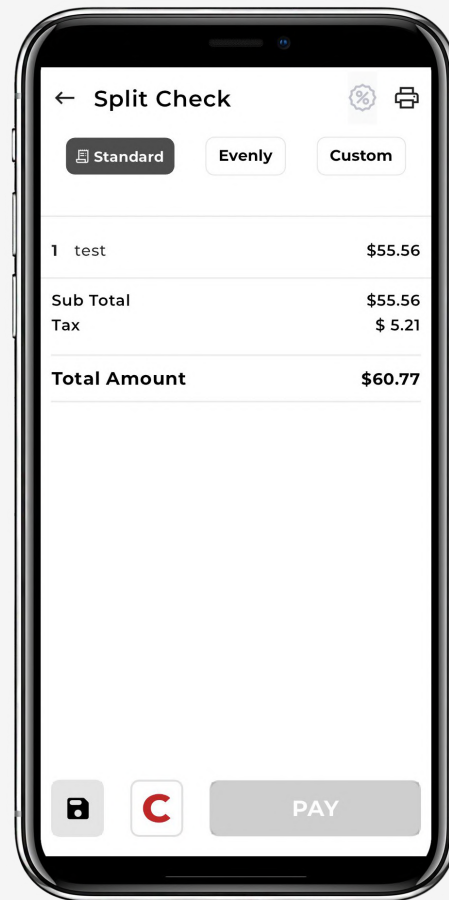 Split Check
Standard Evenly Custom
1 test $55.56
Sub Total $55.56
Tax $ 5.21
Total Amount $60.77
C PAY